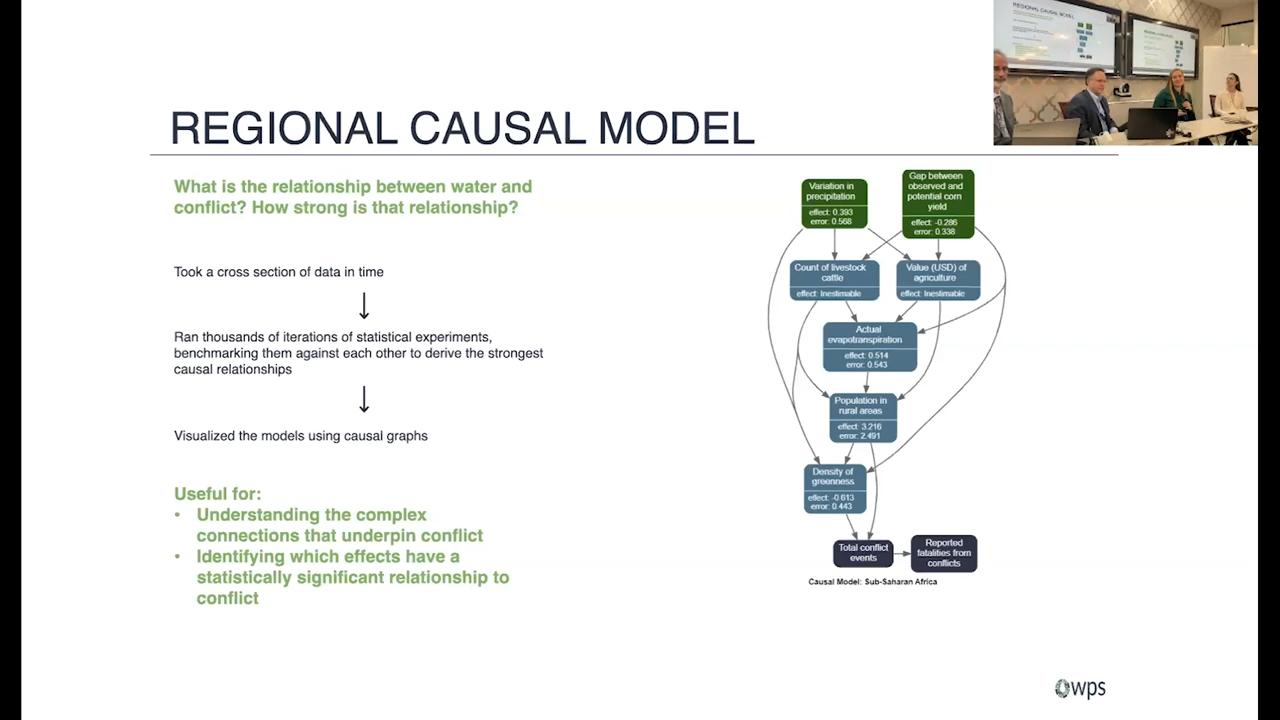 REGIONAL CAUSAL MODEL
REGIONAL CAUSAL MODEL
What is the relationship between water and
conflict? How strong is that relationship?
Took a cross section of data in time
Ran thousands of iterations of statistical experiments,
benchmarking them against each other to derive the strongest
causal relationships
Visualized the models using causal graphs
Useful for:
• Understanding the complex
connections that underpin conflict
• Identifying which effects have a
statistically significant relationship to
conflict
Variation in
precipitation
effect: 0.393
error: 0.568
Gap between
observed and
potential corn
yield
effect: -0.286
error: 0.338
Count of livestock
cattle
effect: Inestimable
Value (USD) of
agriculture
effect: Inestimable
Actual
evapotranspiration
effect: 0.514
error: 0.543
Population in
rural areas
effect: 3.216
error: 2.491
Density of
greenness
effect: -0.613
error: 0.443
Total conflict
events
Reported
fatalities from
conflicts
Causal Model: Sub-Saharan Africa
wps